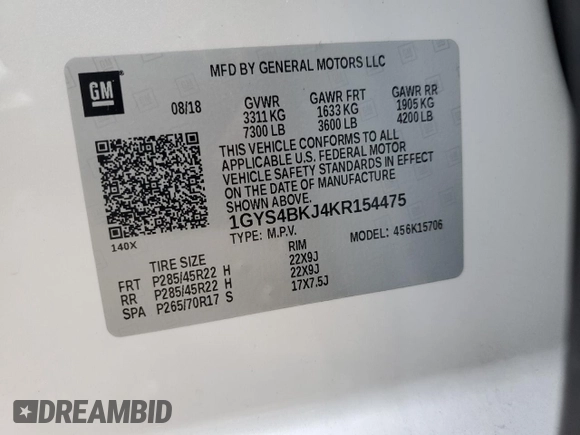 MFD BY GENERAL MOTORS LLC
GM
08/18 GVWR GAWR FRT GAWR RR
3311 KG 1633 KG 1905 KG
7300 LB 3600 LB 4200 LB
THIS VEHICLE CONFORMS TO ALL
APPLICABLE U.S. FEDERAL MOTOR
VEHICLE SAFETY STANDARDS IN EFFECT
ON THE DATE OF MANUFACTURE
SHOWN ABOVE.
1GYS4BKJ4KR154475
140X
TYPE: M.P.V. MODEL: 456K15706
TIRE SIZE RIM
FRT P285/45R22 H 22X9J
RR P285/45R22 H 22X9J
SPA P265/70R17 S 17X7.5J
DREAMBID